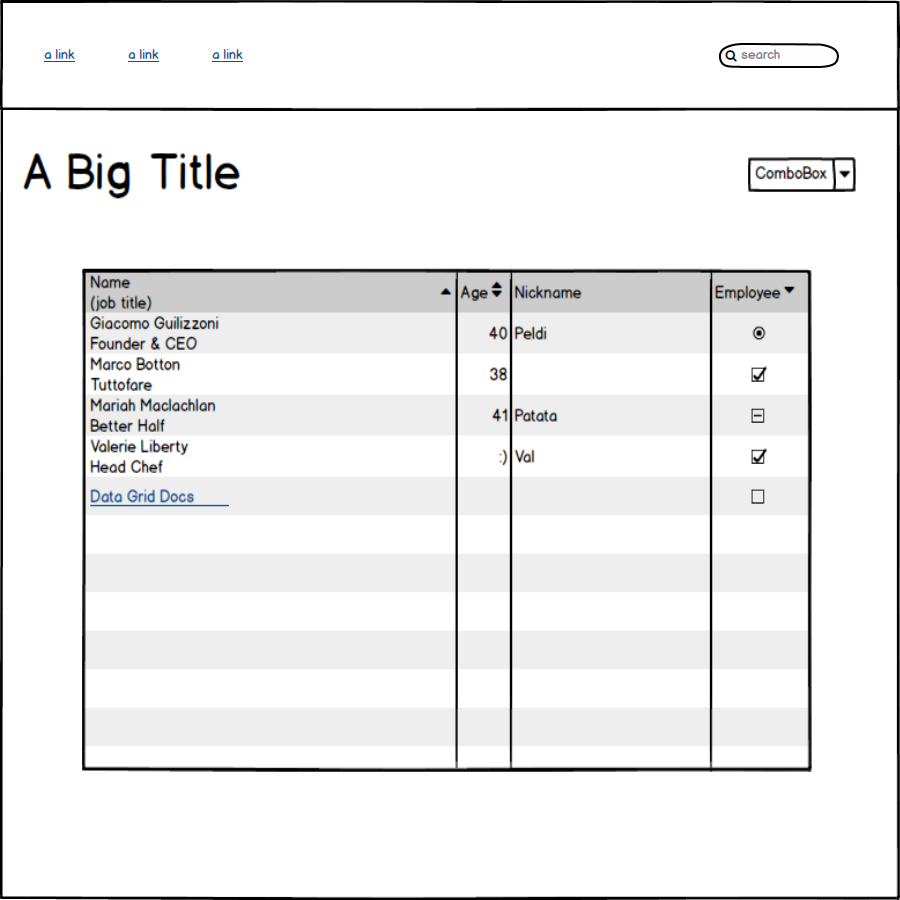 a link a link a link search
A Big Title
ComboBox
Name
(job title)
Age
Nickname
Employee
Giacomo Guilizzoni
Founder & CEO
40
Peldi
Marco Botton
Tuttofare
38
Mariah Maclachlan
Better Half
41
Patata
Valerie Liberty
Head Chef
:)
Val
Data Grid Docs